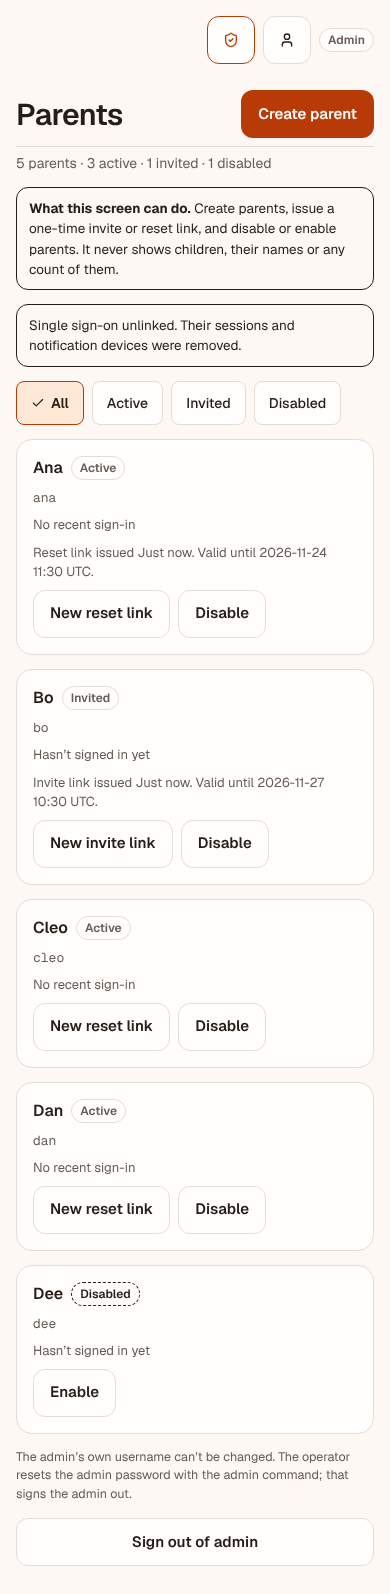 Admin
Parents
Create parent
5 parents · 3 active · 1 invited · 1 disabled
What this screen can do. Create parents, issue a
one-time invite or reset link, and disable or enable
parents. It never shows children, their names or any
count of them.
Single sign-on unlinked. Their sessions and
notification devices were removed.
All
Active
Invited
Disabled
Ana
Active
ana
No recent sign-in
Reset link issued Just now. Valid until 2026-11-24
11:30 UTC.
New reset link
Disable
Bo
Invited
bo
Hasn’t signed in yet
Invite link issued Just now. Valid until 2026-11-27
10:30 UTC.
New invite link
Disable
Cleo
Active
cleo
No recent sign-in
New reset link
Disable
Dan
Active
dan
No recent sign-in
New reset link
Disable
Dee
Disabled
dee
Hasn’t signed in yet
Enable
The admin’s own username can’t be changed. The operator
resets the admin password with the admin command; that
signs the admin out.
Sign out of admin